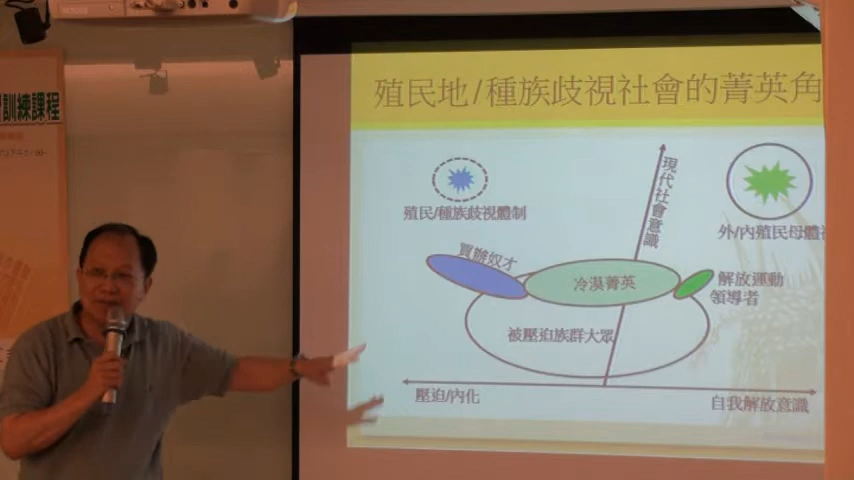 訓練課程
殖民地/種族歧視社會的菁英角
現代社會意識
殖民/種族歧視體制
外/內殖民母體
買辦奴才
冷漠菁英
解放運動
領導者
被壓迫族群大眾
壓迫/內化
自我解放意識